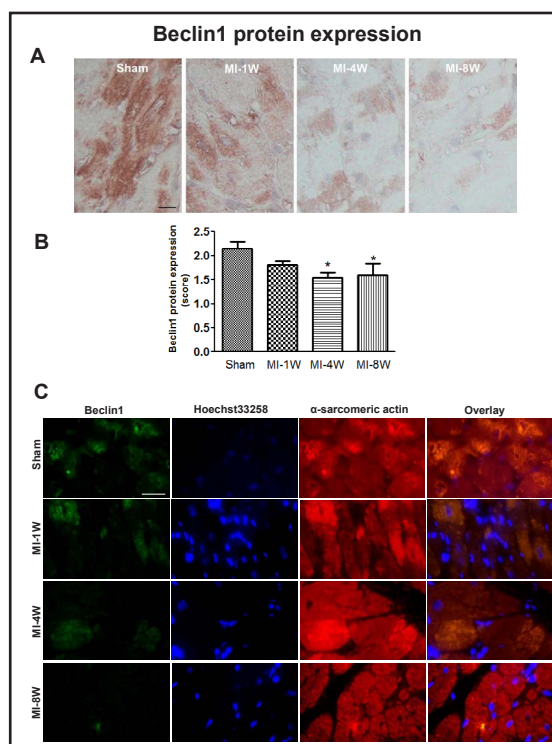 Beclin1 protein expression
A
Sham MI-1W MI-4W MI-8W
B
Beclin1 protein expression
(score)
2.5
2.0
1.5
1.0
0.5
0.0
* *
Sham MI-1W MI-4W MI-8W
C
Beclin1 Hoechst33258 α-sarcomeric actin Overlay
Sham
MI-1W
MI-4W
MI-8W